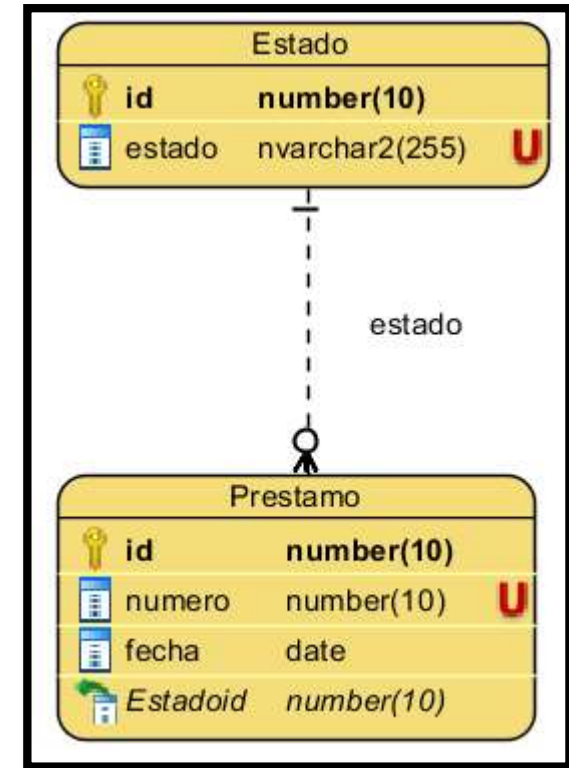 Estado
id number(10)
estado nvarchar2(255) U
estado
Prestamo
id number(10)
numero number(10) U
fecha date
Estadoid number(10)